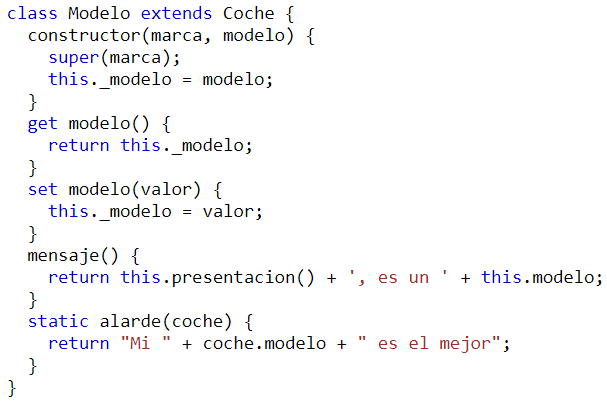 class Modelo extends Coche {
  constructor(marca, modelo) {
    super(marca);
    this._modelo = modelo;
  }
  get modelo() {
    return this._modelo;
  }
  set modelo(valor) {
    this._modelo = valor;
  }
  mensaje() {
    return this.presentacion() + ', es un ' + this.modelo;
  }
  static alarde(coche) {
    return "Mi " + coche.modelo + " es el mejor";
  }
}